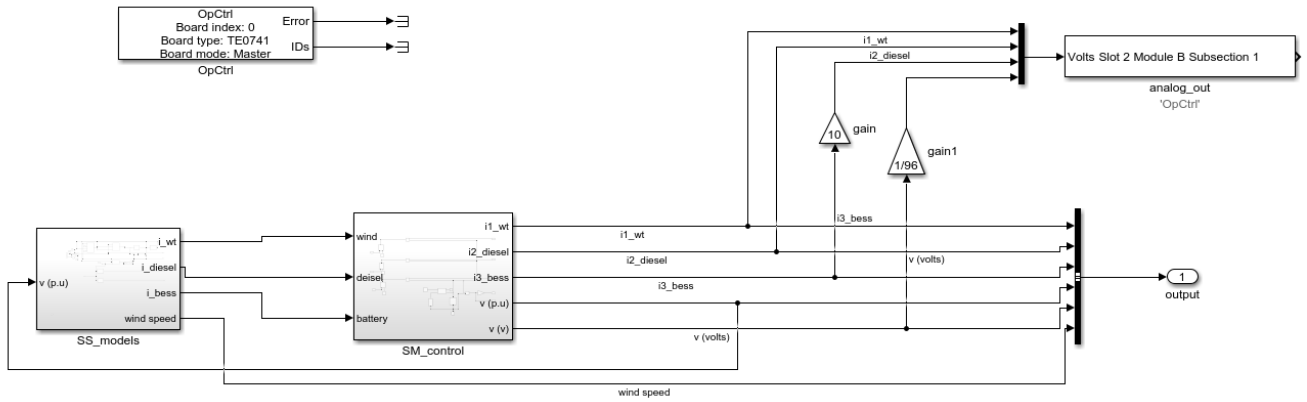 OpCtrl
Board index: 0
Board type: TE0741
Board mode: Master
Error
IDs
OpCtrl
i1_wt
i2_diesel
Volts Slot 2 Module B Subsection 1
analog_out
'OpCtrl'
10
gain
1/96
gain1
i_wt
i_diesel
i_bess
wind speed
v (p.u)
SS_models
wind
deisel
battery
i1_wt
i2_diesel
i3_bess
v (p.u)
v (v)
SM_control
i1_wt
i3_bess
i2_diesel
v (volts)
i3_bess
v (volts)
wind speed
1
output